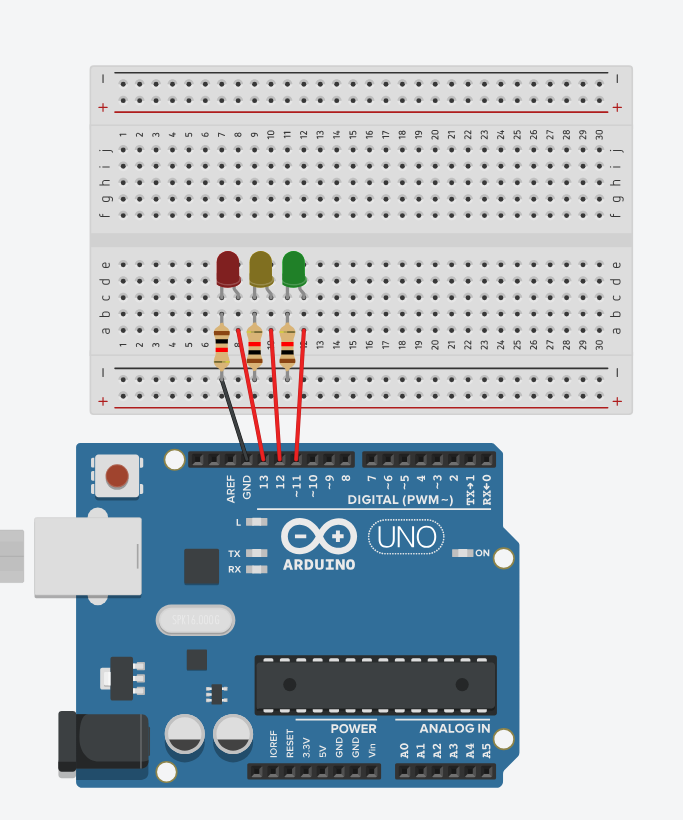 − −
+ +
1 2 3 4 5 6 7 8 9 10 11 12 13 14 15 16 17 18 19 20 21 22 23 24 25 26 27 28 29 30
j j
i i
h h
g g
f f
e e
d d
c c
b b
a a
1 2 3 4 5 6 8 10 12 13 14 15 16 17 18 19 20 21 22 23 24 25 26 27 28 29 30
− −
+ +
AREF GND 13 12 ~11 ~10 ~9 8 7 ~6 ~5 4 ~3 2 TX→1 RX←0
DIGITAL (PWM~)
L
TX
RX
UNO
ON
ARDUINO
SPK16.000G
POWER ANALOG IN
IOREF RESET 3.3V 5V GND GND Vin A0 A1 A2 A3 A4 A5